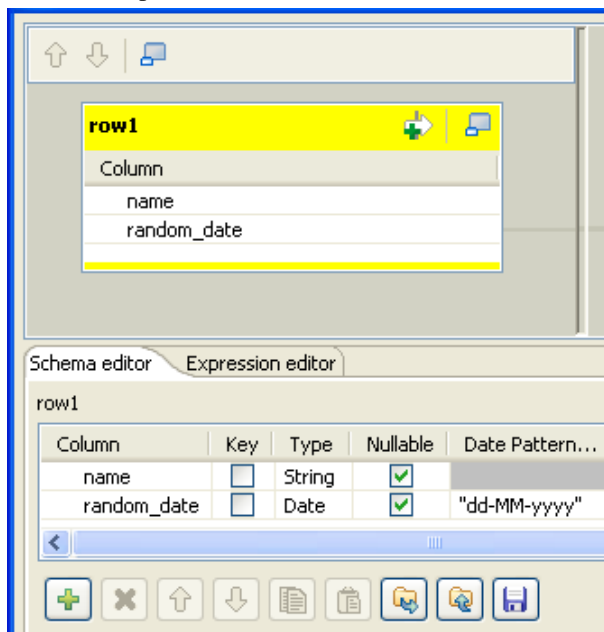 row1
Column
name
random_date
Schema editor Expression editor
row1
Column Key Type Nullable Date Pattern...
name String
random_date Date "dd-MM-yyyy"